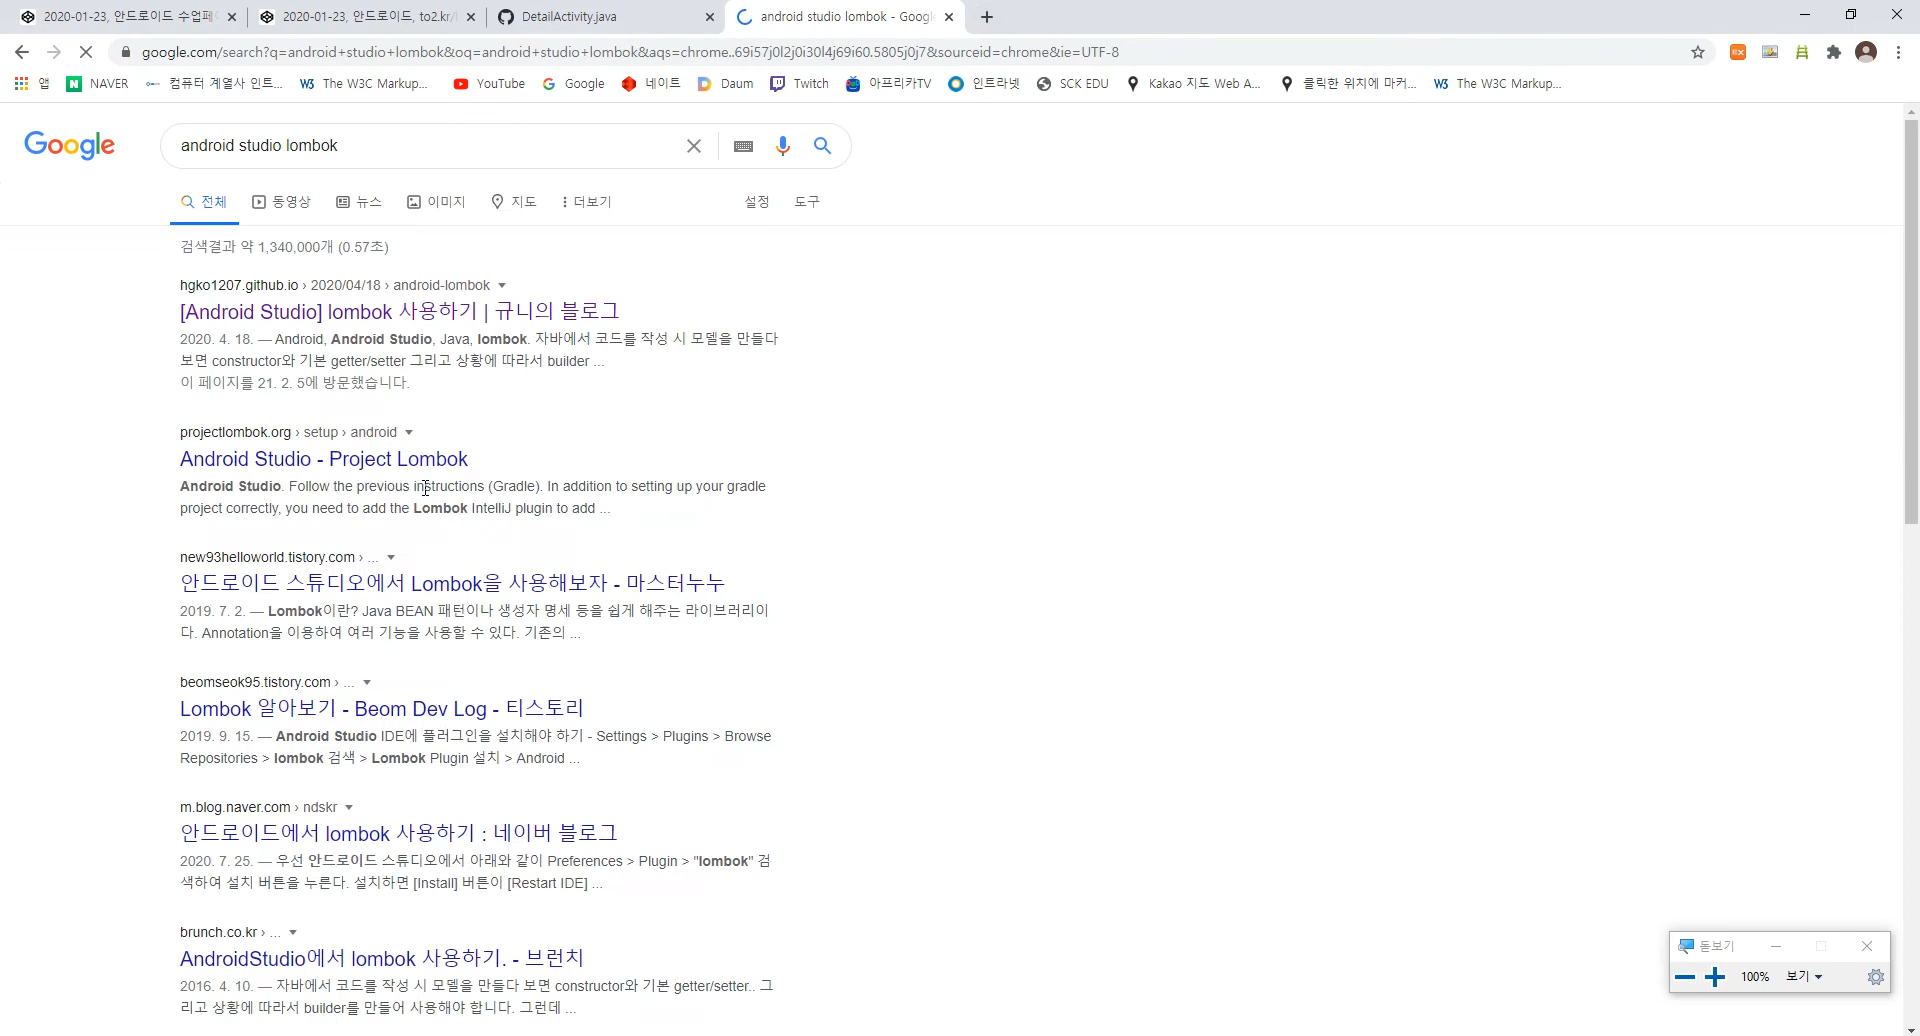 2020-01-23, 안드로이드 수업페
2020-01-23, 안드로이드, to2.kr/
DetailActivity.java
android studio lombok - Google
google.com/search?q=android+studio+lombok&oq=android+studio+lombok&aqs=chrome..69i57j0l2j0i30l4j69i60.5805j0j7&sourceid=chrome&ie=UTF-8
앱
NAVER
컴퓨터 계열사 인트...
The W3C Markup...
YouTube
Google
네이트
Daum
Twitch
아프리카TV
인트라넷
SCK EDU
Kakao 지도 Web A...
클릭한 위치에 마커...
The W3C Markup...
Google
android studio lombok
전체
동영상
뉴스
이미지
지도
더보기
설정
도구
검색결과 약 1,340,000개 (0.57초)
hgko1207.github.io › 2020/04/18 › android-lombok
[Android Studio] lombok 사용하기 | 규니의 블로그
2020. 4. 18. — Android, Android Studio, Java, lombok. 자바에서 코드를 작성 시 모델을 만들다
보면 constructor와 기본 getter/setter 그리고 상황에 따라서 builder ...
이 페이지를 21. 2. 5에 방문했습니다.
projectlombok.org › setup › android
Android Studio - Project Lombok
Android Studio. Follow the previous instructions (Gradle). In addition to setting up your gradle
project correctly, you need to add the Lombok IntelliJ plugin to add ...
new93helloworld.tistory.com › ...
안드로이드 스튜디오에서 Lombok을 사용해보자 - 마스터누누
2019. 7. 2. — Lombok이란? Java BEAN 패턴이나 생성자 명세 등을 쉽게 해주는 라이브러리이
다. Annotation을 이용하여 여러 기능을 사용할 수 있다. 기존의 ...
beomseok95.tistory.com › ...
Lombok 알아보기 - Beom Dev Log - 티스토리
2019. 9. 15. — Android Studio IDE에 플러그인을 설치해야 하기 - Settings > Plugins > Browse
Repositories > lombok 검색 > Lombok Plugin 설치 > Android ...
m.blog.naver.com › ndskr
안드로이드에서 lombok 사용하기 : 네이버 블로그
2020. 7. 25. — 우선 안드로이드 스튜디오에서 아래와 같이 Preferences > Plugin > "lombok" 검
색하여 설치 버튼을 누른다. 설치하면 [Install] 버튼이 [Restart IDE] ...
brunch.co.kr › ...
AndroidStudio에서 lombok 사용하기. - 브런치
2016. 4. 10. — 자바에서 코드를 작성 시 모델을 만들다 보면 constructor와 기본 getter/setter.. 그
리고 상황에 따라서 builder를 만들어 사용해야 합니다. 그런데 ...
돋보기
100%
보기